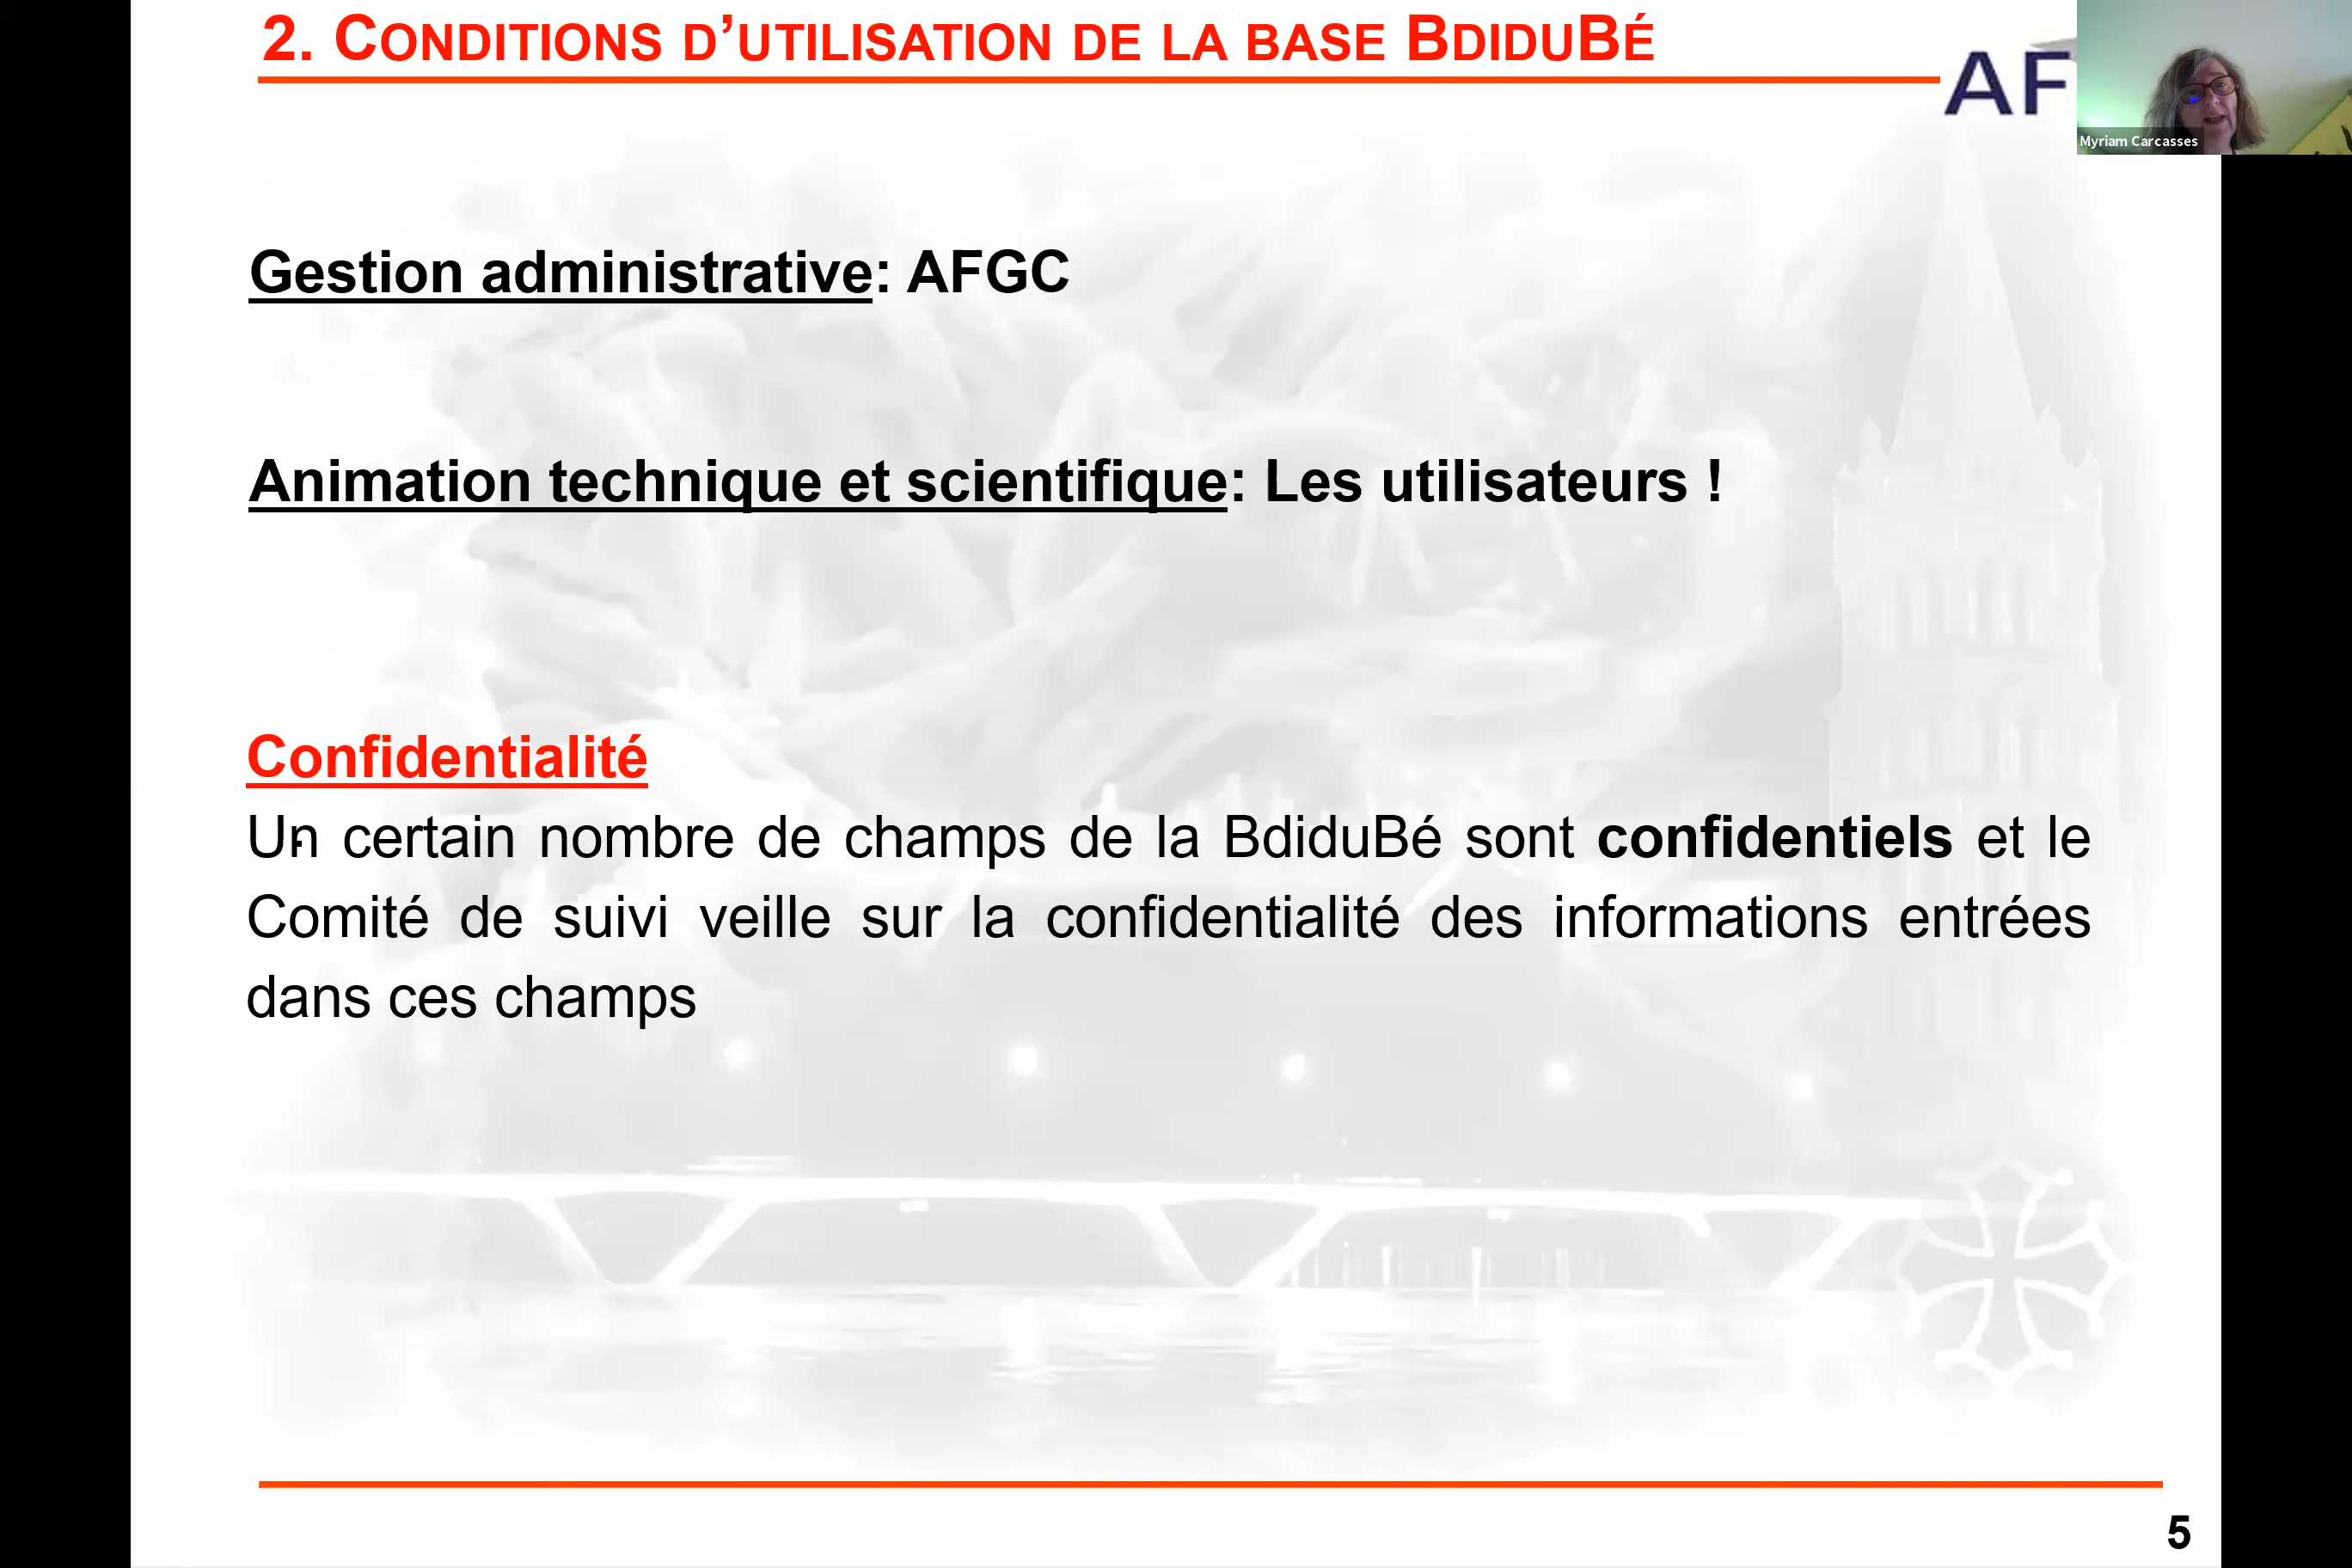 2. CONDITIONS D’UTILISATION DE LA BASE BDIDUBÉ
AF
Myriam Carcasses
Gestion administrative: AFGC
Animation technique et scientifique: Les utilisateurs !
Confidentialité
Un certain nombre de champs de la BdiduBé sont confidentiels et le
Comité de suivi veille sur la confidentialité des informations entrées
dans ces champs
5